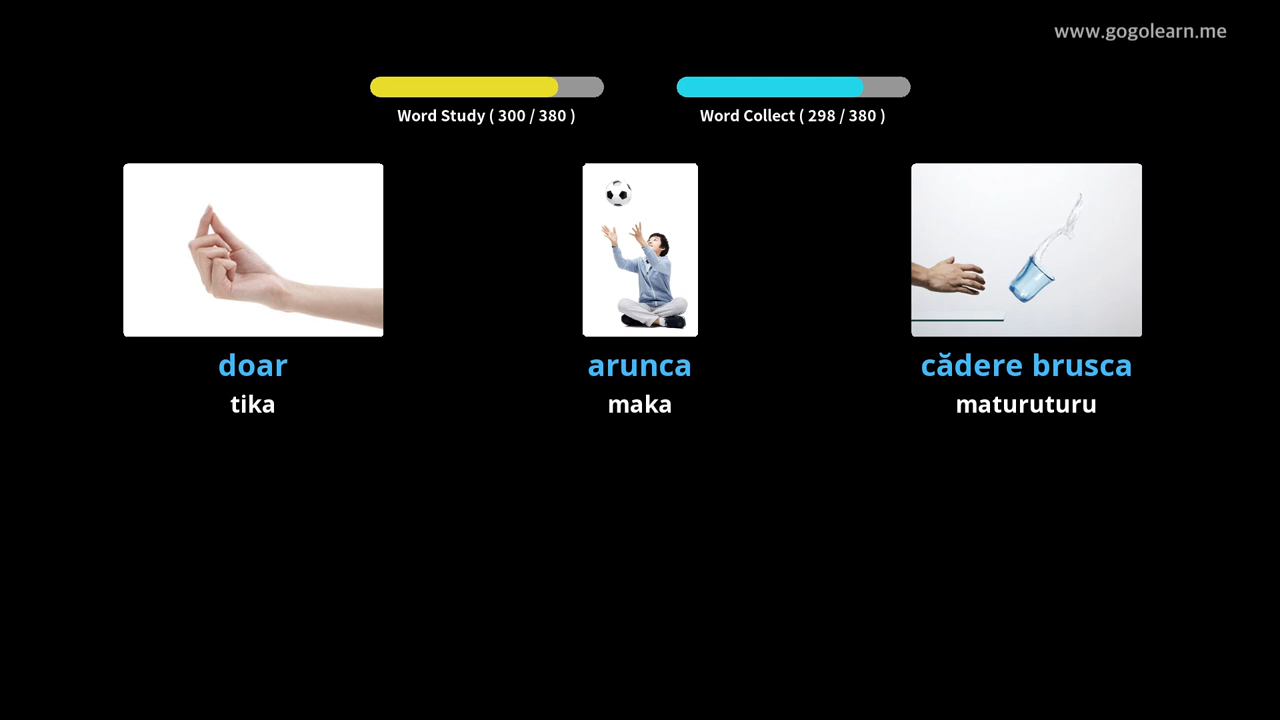 www.gogolearn.me
Word Study ( 300 / 380 )
Word Collect ( 298 / 380 )
doar
tika
arunca
maka
cădere brusca
maturuturu